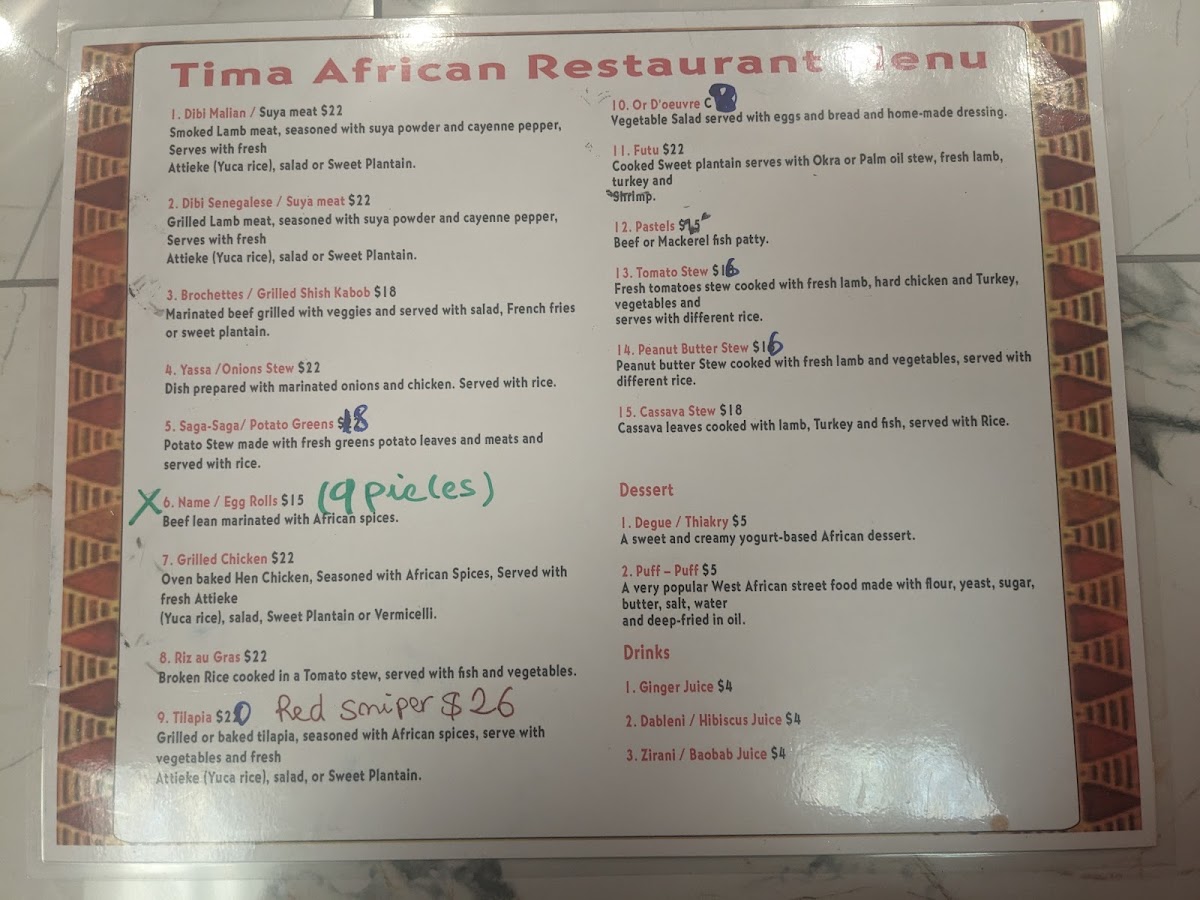 Tima African Restaurant Menu
1. Dibi Malian / Suya meat $22
Smoked Lamb meat, seasoned with suya powder and cayenne pepper,
Serves with fresh
Attieke (Yuca rice), salad or Sweet Plantain.
2. Dibi Senegalese / Suya meat $22
Grilled Lamb meat, seasoned with suya powder and cayenne pepper,
Serves with fresh
Attieke (Yuca rice), salad or Sweet Plantain.
3. Brochettes / Grilled Shish Kabob $18
Marinated beef grilled with veggies and served with salad, French fries
or sweet plantain.
4. Yassa /Onions Stew $22
Dish prepared with marinated onions and chicken. Served with rice.
5. Saga-Saga/ Potato Greens $18
Potato Stew made with fresh greens potato leaves and meats and
served with rice.
X 6. Name / Egg Rolls $15 (9 pieces)
Beef lean marinated with African spices.
7. Grilled Chicken $22
Oven baked Hen Chicken, Seasoned with African Spices, Served with
fresh Attieke
(Yuca rice), salad, Sweet Plantain or Vermicelli.
8. Riz au Gras $22
Broken Rice cooked in a Tomato stew, served with fish and vegetables.
9. Tilapia $20 Red sniper $26
Grilled or baked tilapia, seasoned with African spices, serve with
vegetables and fresh
Attieke (Yuca rice), salad, or Sweet Plantain.
10. Or D'oeuvre
Vegetable Salad served with eggs and bread and home-made dressing.
11. Futu $22
Cooked Sweet plantain serves with Okra or Palm oil stew, fresh lamb,
turkey and
Shrimp.
12. Pastels
Beef or Mackerel fish patty.
13. Tomato Stew $16
Fresh tomatoes stew cooked with fresh lamb, hard chicken and Turkey,
vegetables and
serves with different rice.
14. Peanut Butter Stew $16
Peanut butter Stew cooked with fresh lamb and vegetables, served with
different rice.
15. Cassava Stew $18
Cassava leaves cooked with lamb, Turkey and fish, served with Rice.
Dessert
1. Degue / Thiakry $5
A sweet and creamy yogurt-based African dessert.
2. Puff – Puff $5
A very popular West African street food made with flour, yeast, sugar,
butter, salt, water
and deep-fried in oil.
Drinks
1. Ginger Juice $4
2. Dableni / Hibiscus Juice $4
3. Zirani / Baobab Juice $4